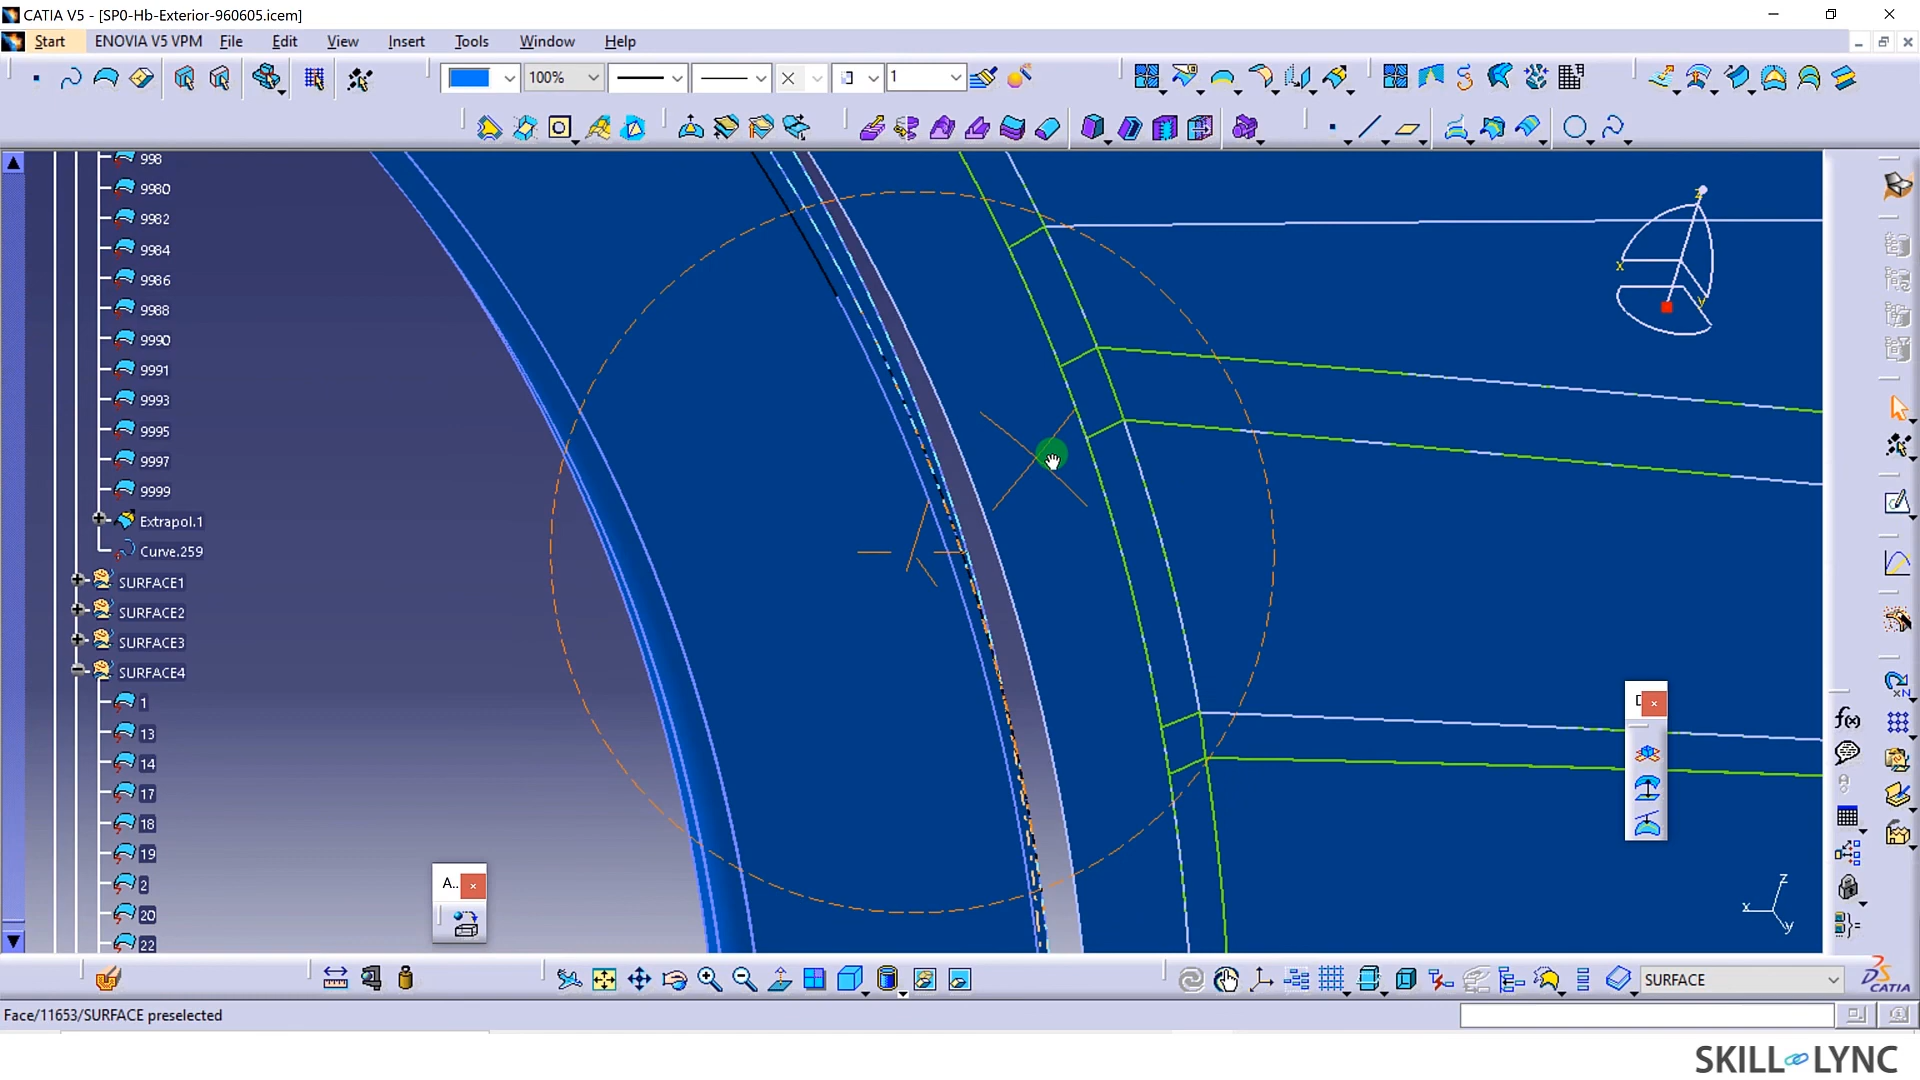 CATIA V5 - [SP0-Hb-Exterior-960605.icem]
Start ENOVIA V5 VPM File Edit View Insert Tools Window Help
100% 1
998
9980
9982
9984
9986
9988
9990
9991
9993
9995
9997
9999
Extrapol.1
Curve.259
SURFACE1
SURFACE2
SURFACE3
SURFACE4
1
13
14
17
18
19
2
20
22
z
x
y
A..
f(x)
z
x
y
SURFACE
CATIA
Face/11653/SURFACE preselected
SKILL LYNC